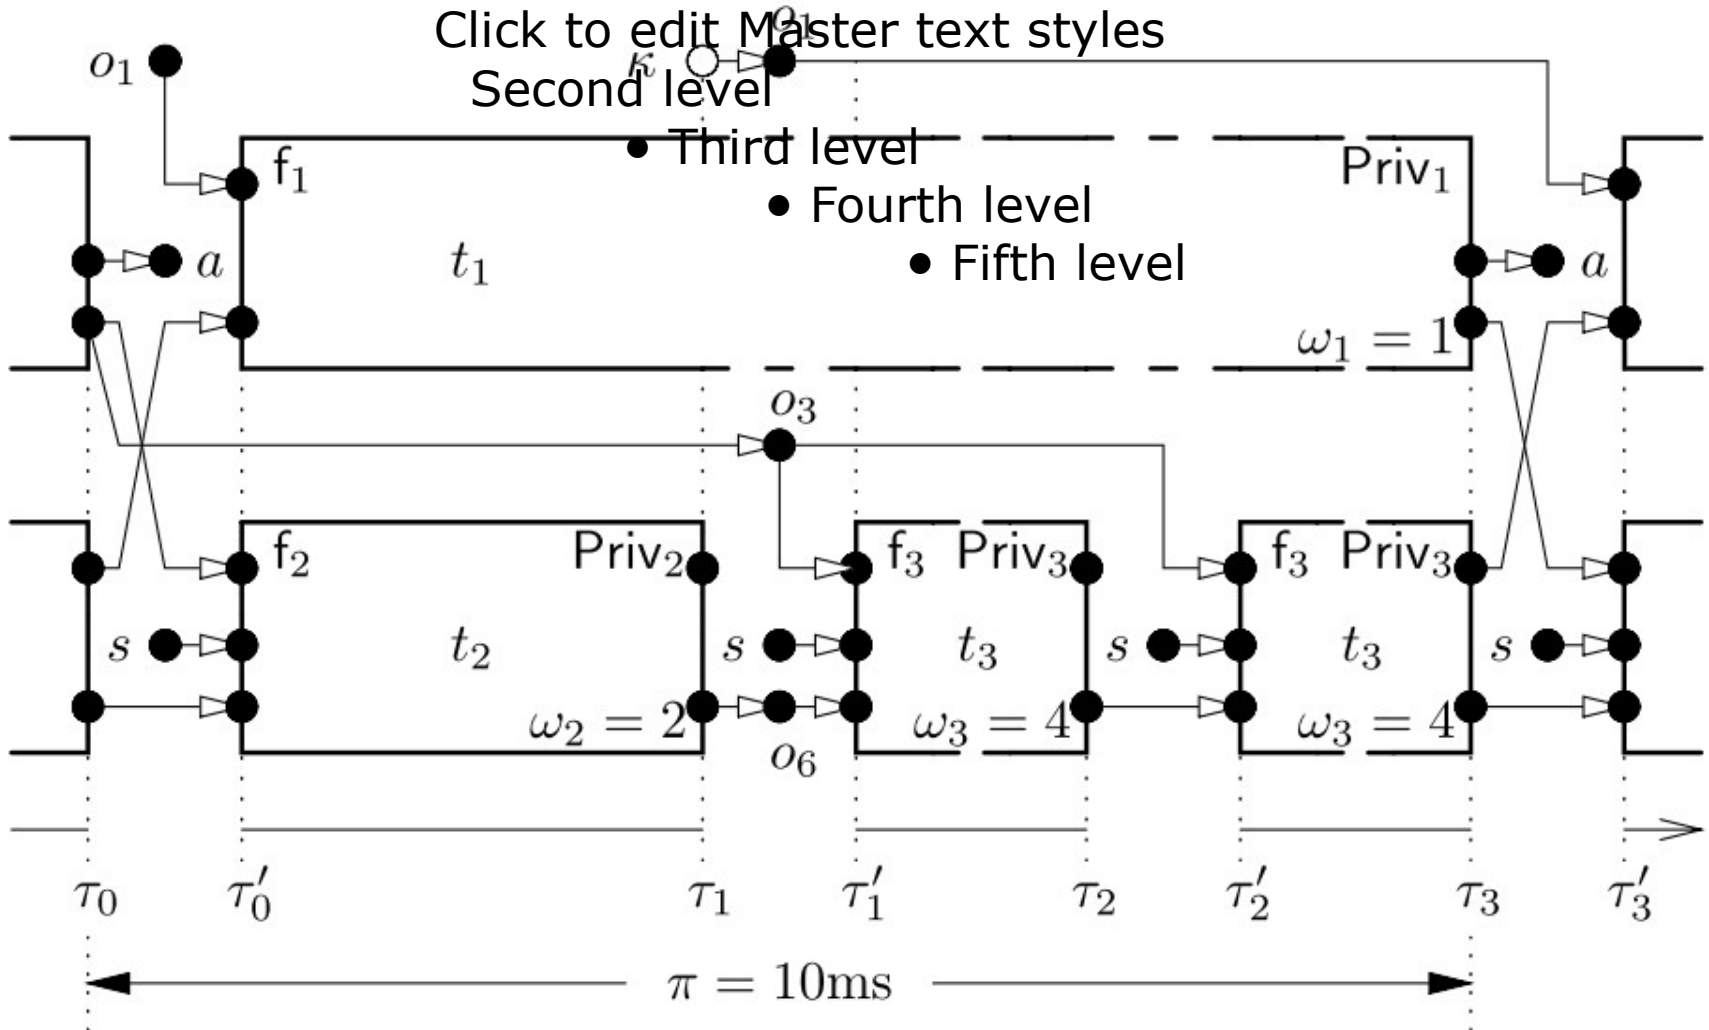 Click to edit Master text styles
o₁ κ o₁
Second level
• Third level
f₁ Priv₁
• Fourth level
a t₁ • Fifth level a
ω₁ = 1
o₃
f₂ Priv₂ f₃ Priv₃ f₃ Priv₃
s t₂ s t₃ s t₃ s
ω₂ = 2 ω₃ = 4 ω₃ = 4
o₆
τ₀ τ′₀ τ₁ τ′₁ τ₂ τ′₂ τ₃ τ′₃
π = 10ms